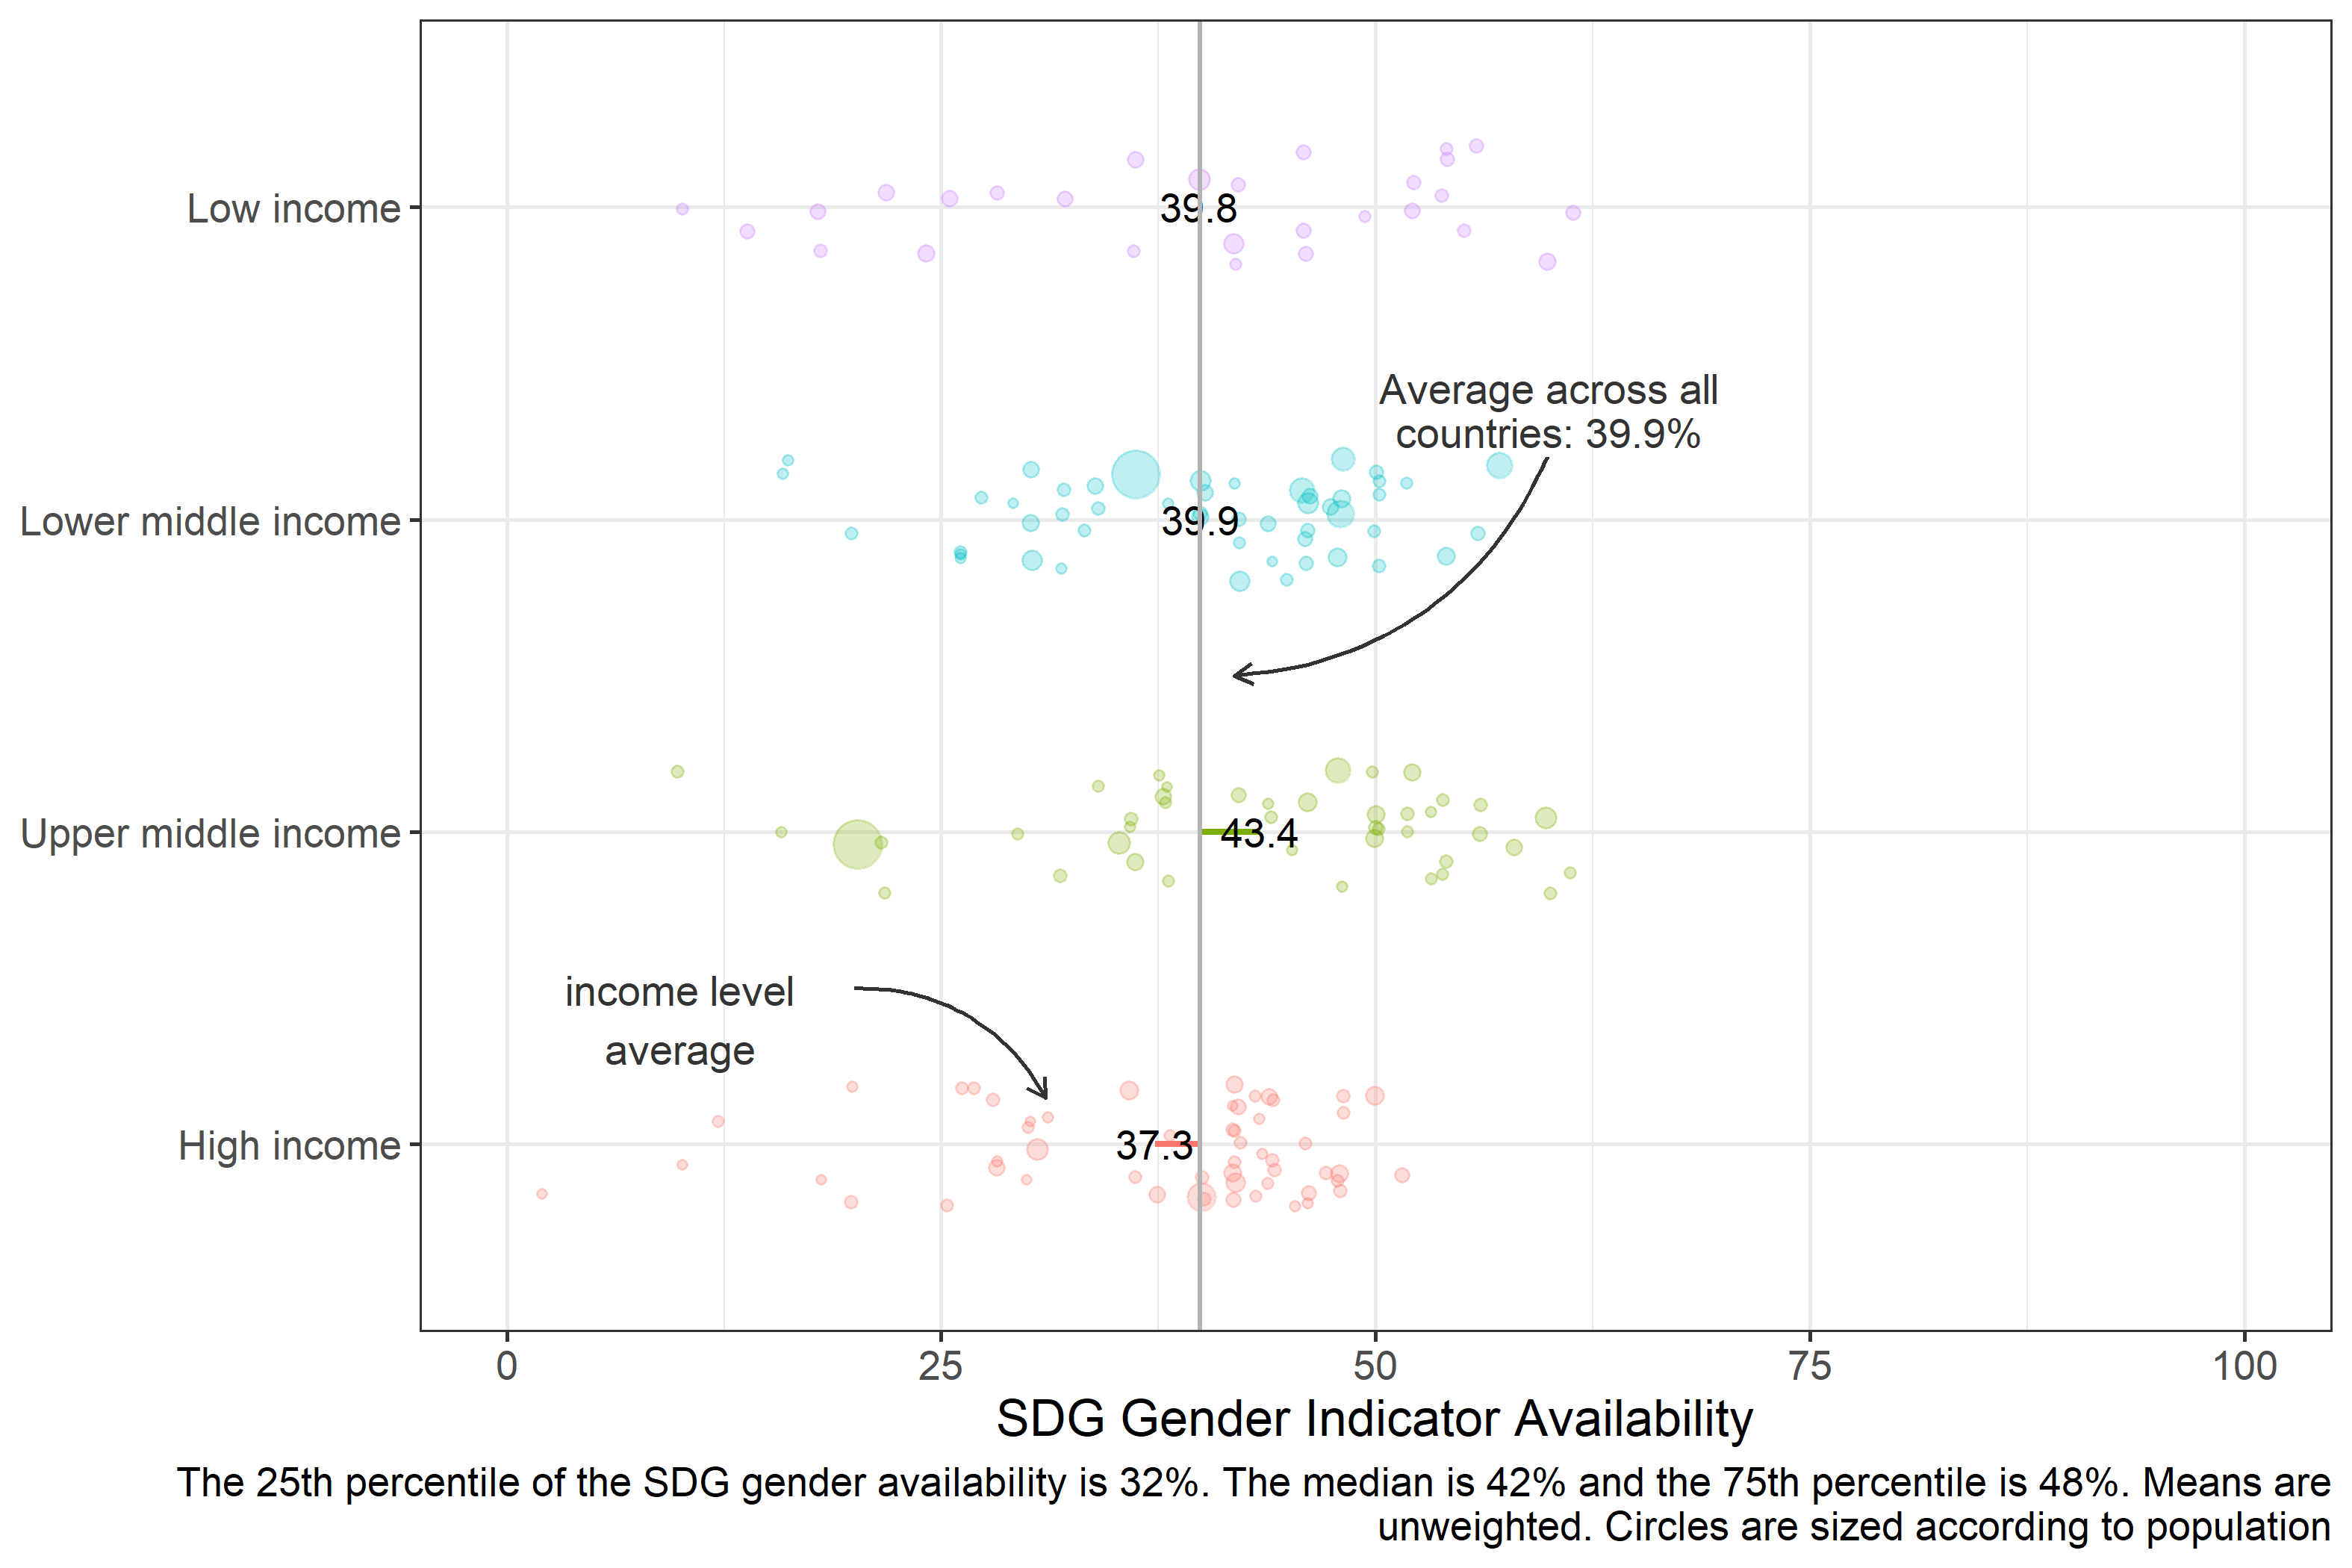 Low income
39.8
Average across all
countries: 39.9%
Lower middle income
39.9
Upper middle income
43.4
income level
average
High income
37.3
0
25
50
75
100
SDG Gender Indicator Availability
The 25th percentile of the SDG gender availability is 32%. The median is 42% and the 75th percentile is 48%. Means are
unweighted. Circles are sized according to population